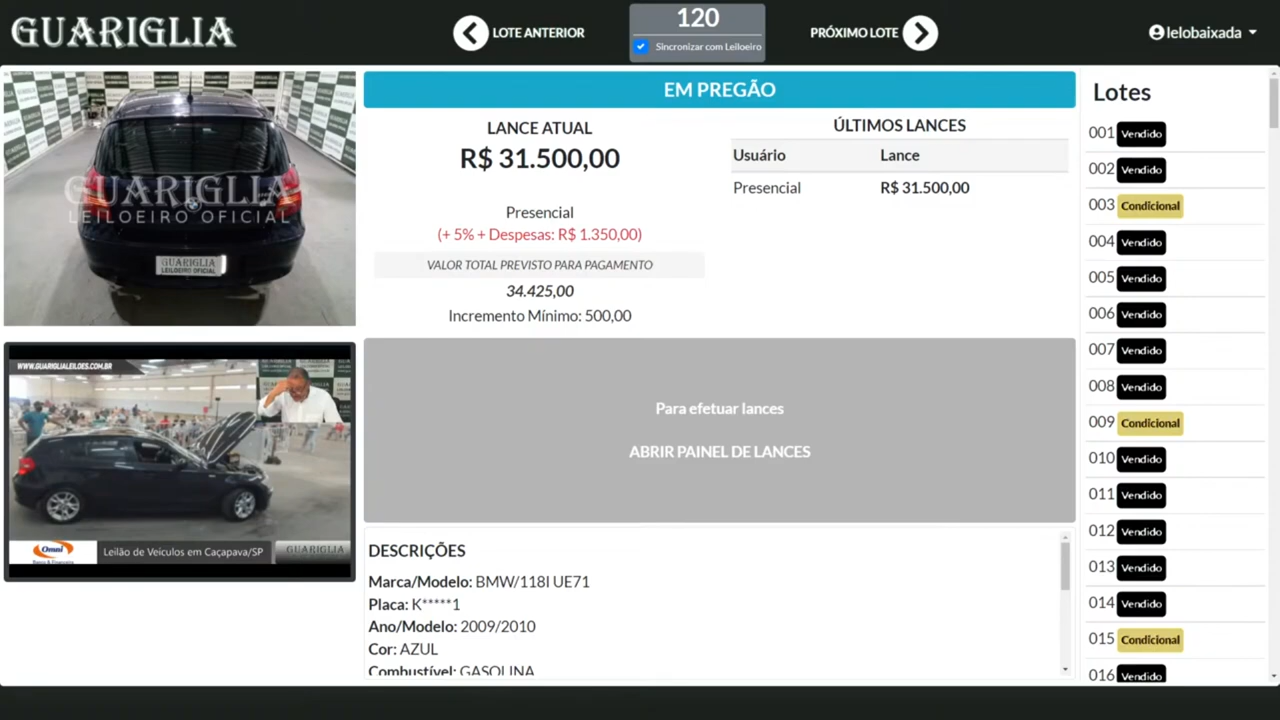 GUARIGLIA
LOTE ANTERIOR
120
Sincronizar com Leiloeiro
PRÓXIMO LOTE
lelobaixada
GUARIGLIA
LEILOEIRO OFICIAL
GUARIGLIA
LEILOEIRO OFICIAL
WWW.GUARIGLIALEILOES.COM.BR
Omni
Leilão de Veículos em Caçapava/SP
GUARIGLIA
EM PREGÃO
LANCE ATUAL
R$ 31.500,00
Presencial
(+ 5% + Despesas: R$ 1.350,00)
VALOR TOTAL PREVISTO PARA PAGAMENTO
34.425,00
Incremento Mínimo: 500,00
ÚLTIMOS LANCES
Usuário Lance
Presencial R$ 31.500,00
Para efetuar lances
ABRIR PAINEL DE LANCES
DESCRIÇÕES
Marca/Modelo: BMW/118I UE71
Placa: K*****1
Ano/Modelo: 2009/2010
Cor: AZUL
Combustível: GASOLINA
Lotes
001 Vendido
002 Vendido
003 Condicional
004 Vendido
005 Vendido
006 Vendido
007 Vendido
008 Vendido
009 Condicional
010 Vendido
011 Vendido
012 Vendido
013 Vendido
014 Vendido
015 Condicional
016 Vendido